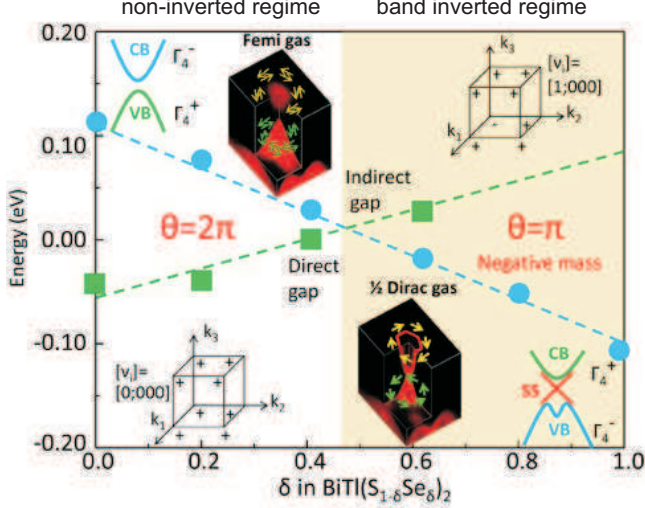 non-inverted regime band inverted regime
0.20
CB Γ₄⁻
VB Γ₄⁺
Femi gas
k₃
[vᵢ]=
[1;000]
k₁
k₂
+ + + + + + + -
0.10
Indirect
gap
θ=2π
θ=π
Energy (eV)
0.00
Direct
gap
Negative mass
½ Dirac gas
k₃
[vᵢ]=
[0;000]
k₂
k₁
+ + + + + + + +
-0.10
CB Γ₄⁺
SS
VB Γ₄⁻
-0.20
0.0 0.2 0.4 0.6 0.8 1.0
δ in BiTl(S₁₋δSeδ)₂